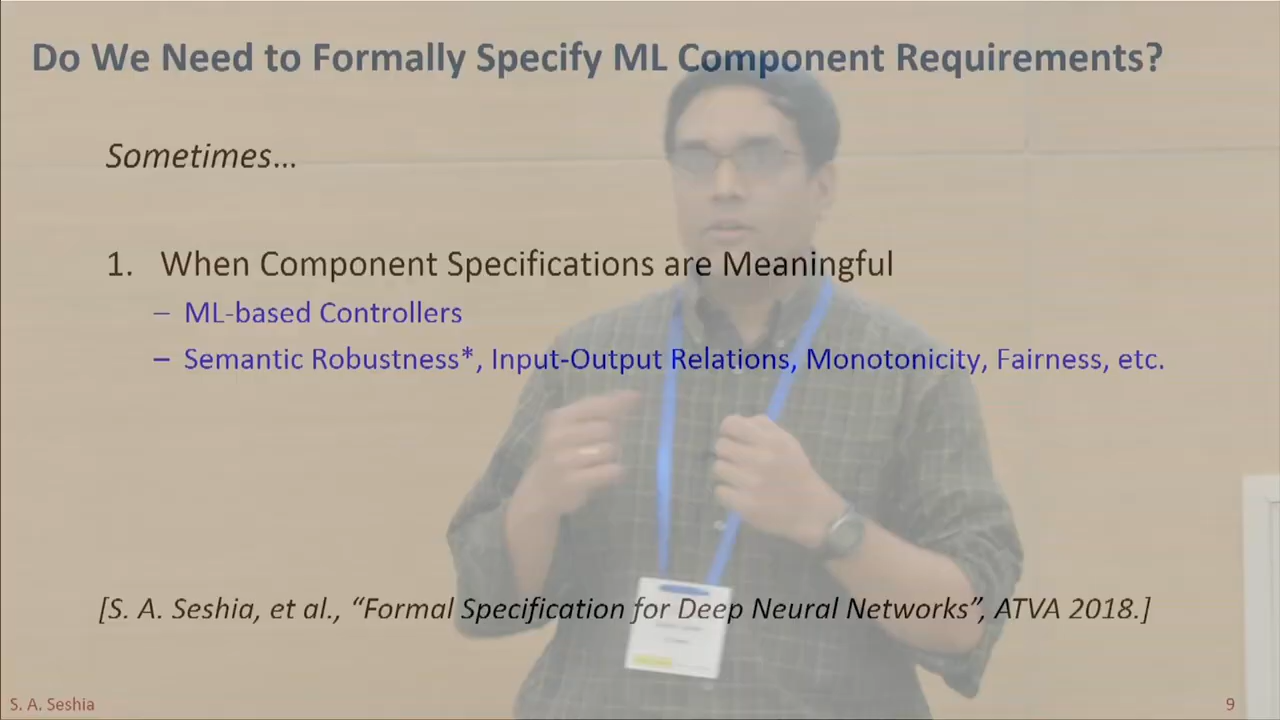 Do We Need to Formally Specify ML Component Requirements?
Sometimes…
1. When Component Specifications are Meaningful
– ML-based Controllers
– Semantic Robustness*, Input-Output Relations, Monotonicity, Fairness, etc.
[S. A. Seshia, et al., “Formal Specification for Deep Neural Networks”, ATVA 2018.]
S. A. Seshia
9